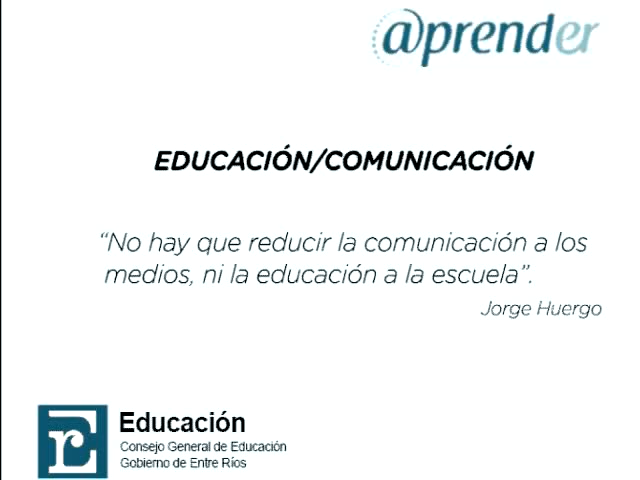 @prender
EDUCACIÓN/COMUNICACIÓN
“No hay que reducir la comunicación a los
medios, ni la educación a la escuela”.
Jorge Huergo
Er
Educación
Consejo General de Educación
Gobierno de Entre Ríos